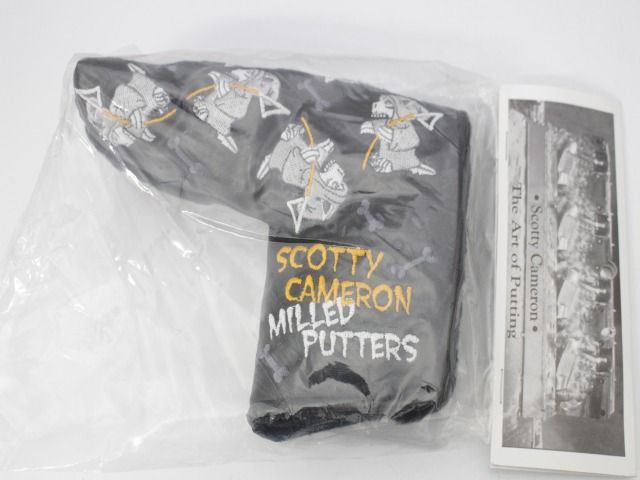 SCOTTY
CAMERON
MILLED
PUTTERS
• Scotty Cameron •
The Art of Putting